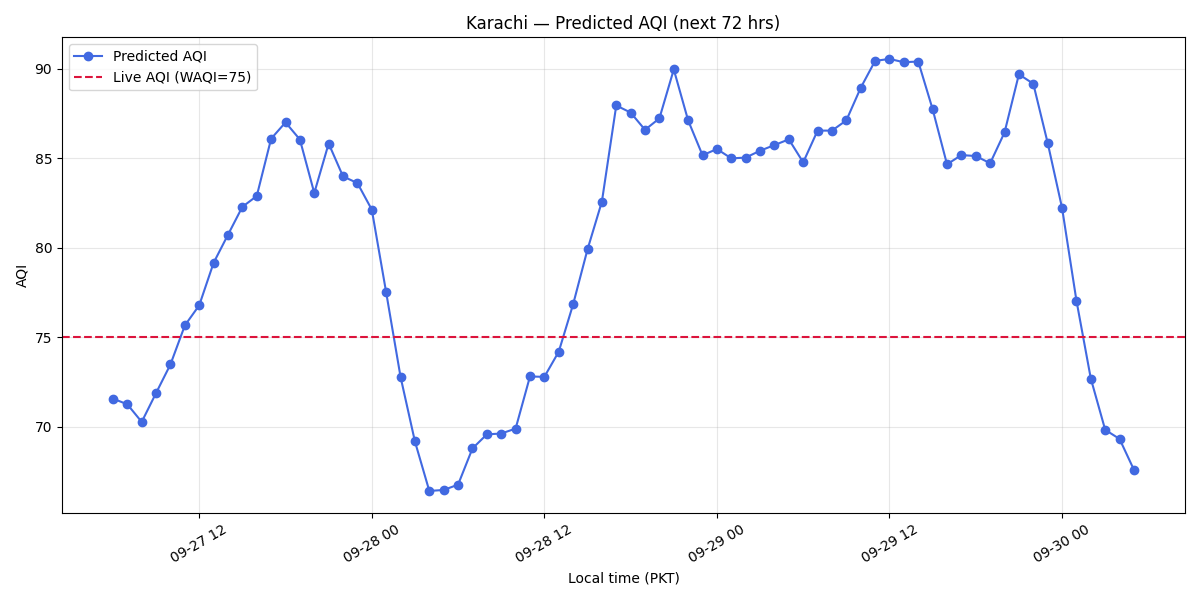 Karachi — Predicted AQI (next 72 hrs)
Predicted AQI
Live AQI (WAQI=75)
AQI
90
85
80
75
70
09-27 12
09-28 00
09-28 12
09-29 00
09-29 12
09-30 00
Local time (PKT)